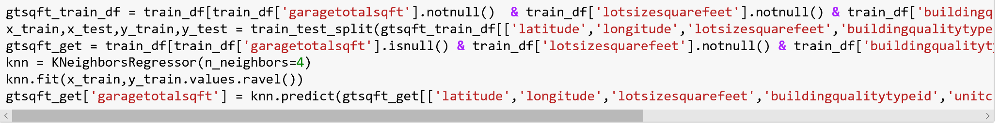 gtsqft_train_df = train_df[train_df['garagetotalsqft'].notnull()  & train_df['lotsizesquarefeet'].notnull() & train_df['buildingq
x_train,x_test,y_train,y_test = train_test_split(gtsqft_train_df[['latitude','longitude','lotsizesquarefeet','buildingqualitytype
gtsqft_get = train_df[train_df['garagetotalsqft'].isnull() & train_df['lotsizesquarefeet'].notnull() & train_df['buildingqualityt
knn = KNeighborsRegressor(n_neighbors=4)
knn.fit(x_train,y_train.values.ravel())
gtsqft_get['garagetotalsqft'] = knn.predict(gtsqft_get[['latitude','longitude','lotsizesquarefeet','buildingqualitytypeid','unitc